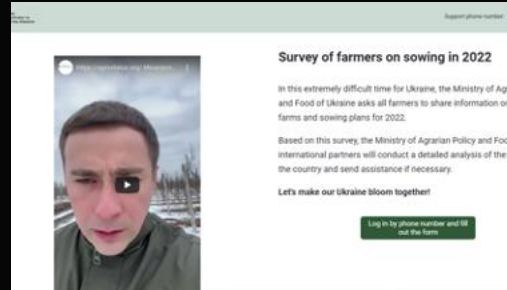 Support phone number:
Survey of farmers on sowing in 2022
In this extremely difficult time for Ukraine, the Ministry of Ag
and Food of Ukraine asks all farmers to share information o
farms and sowing plans for 2022.
Based on this survey, the Ministry of Agrarian Policy and Foo
international partners will conduct a detailed analysis of the
the country and send assistance if necessary.
Let's make our Ukraine bloom together!
Log in by phone number and fill
out the form